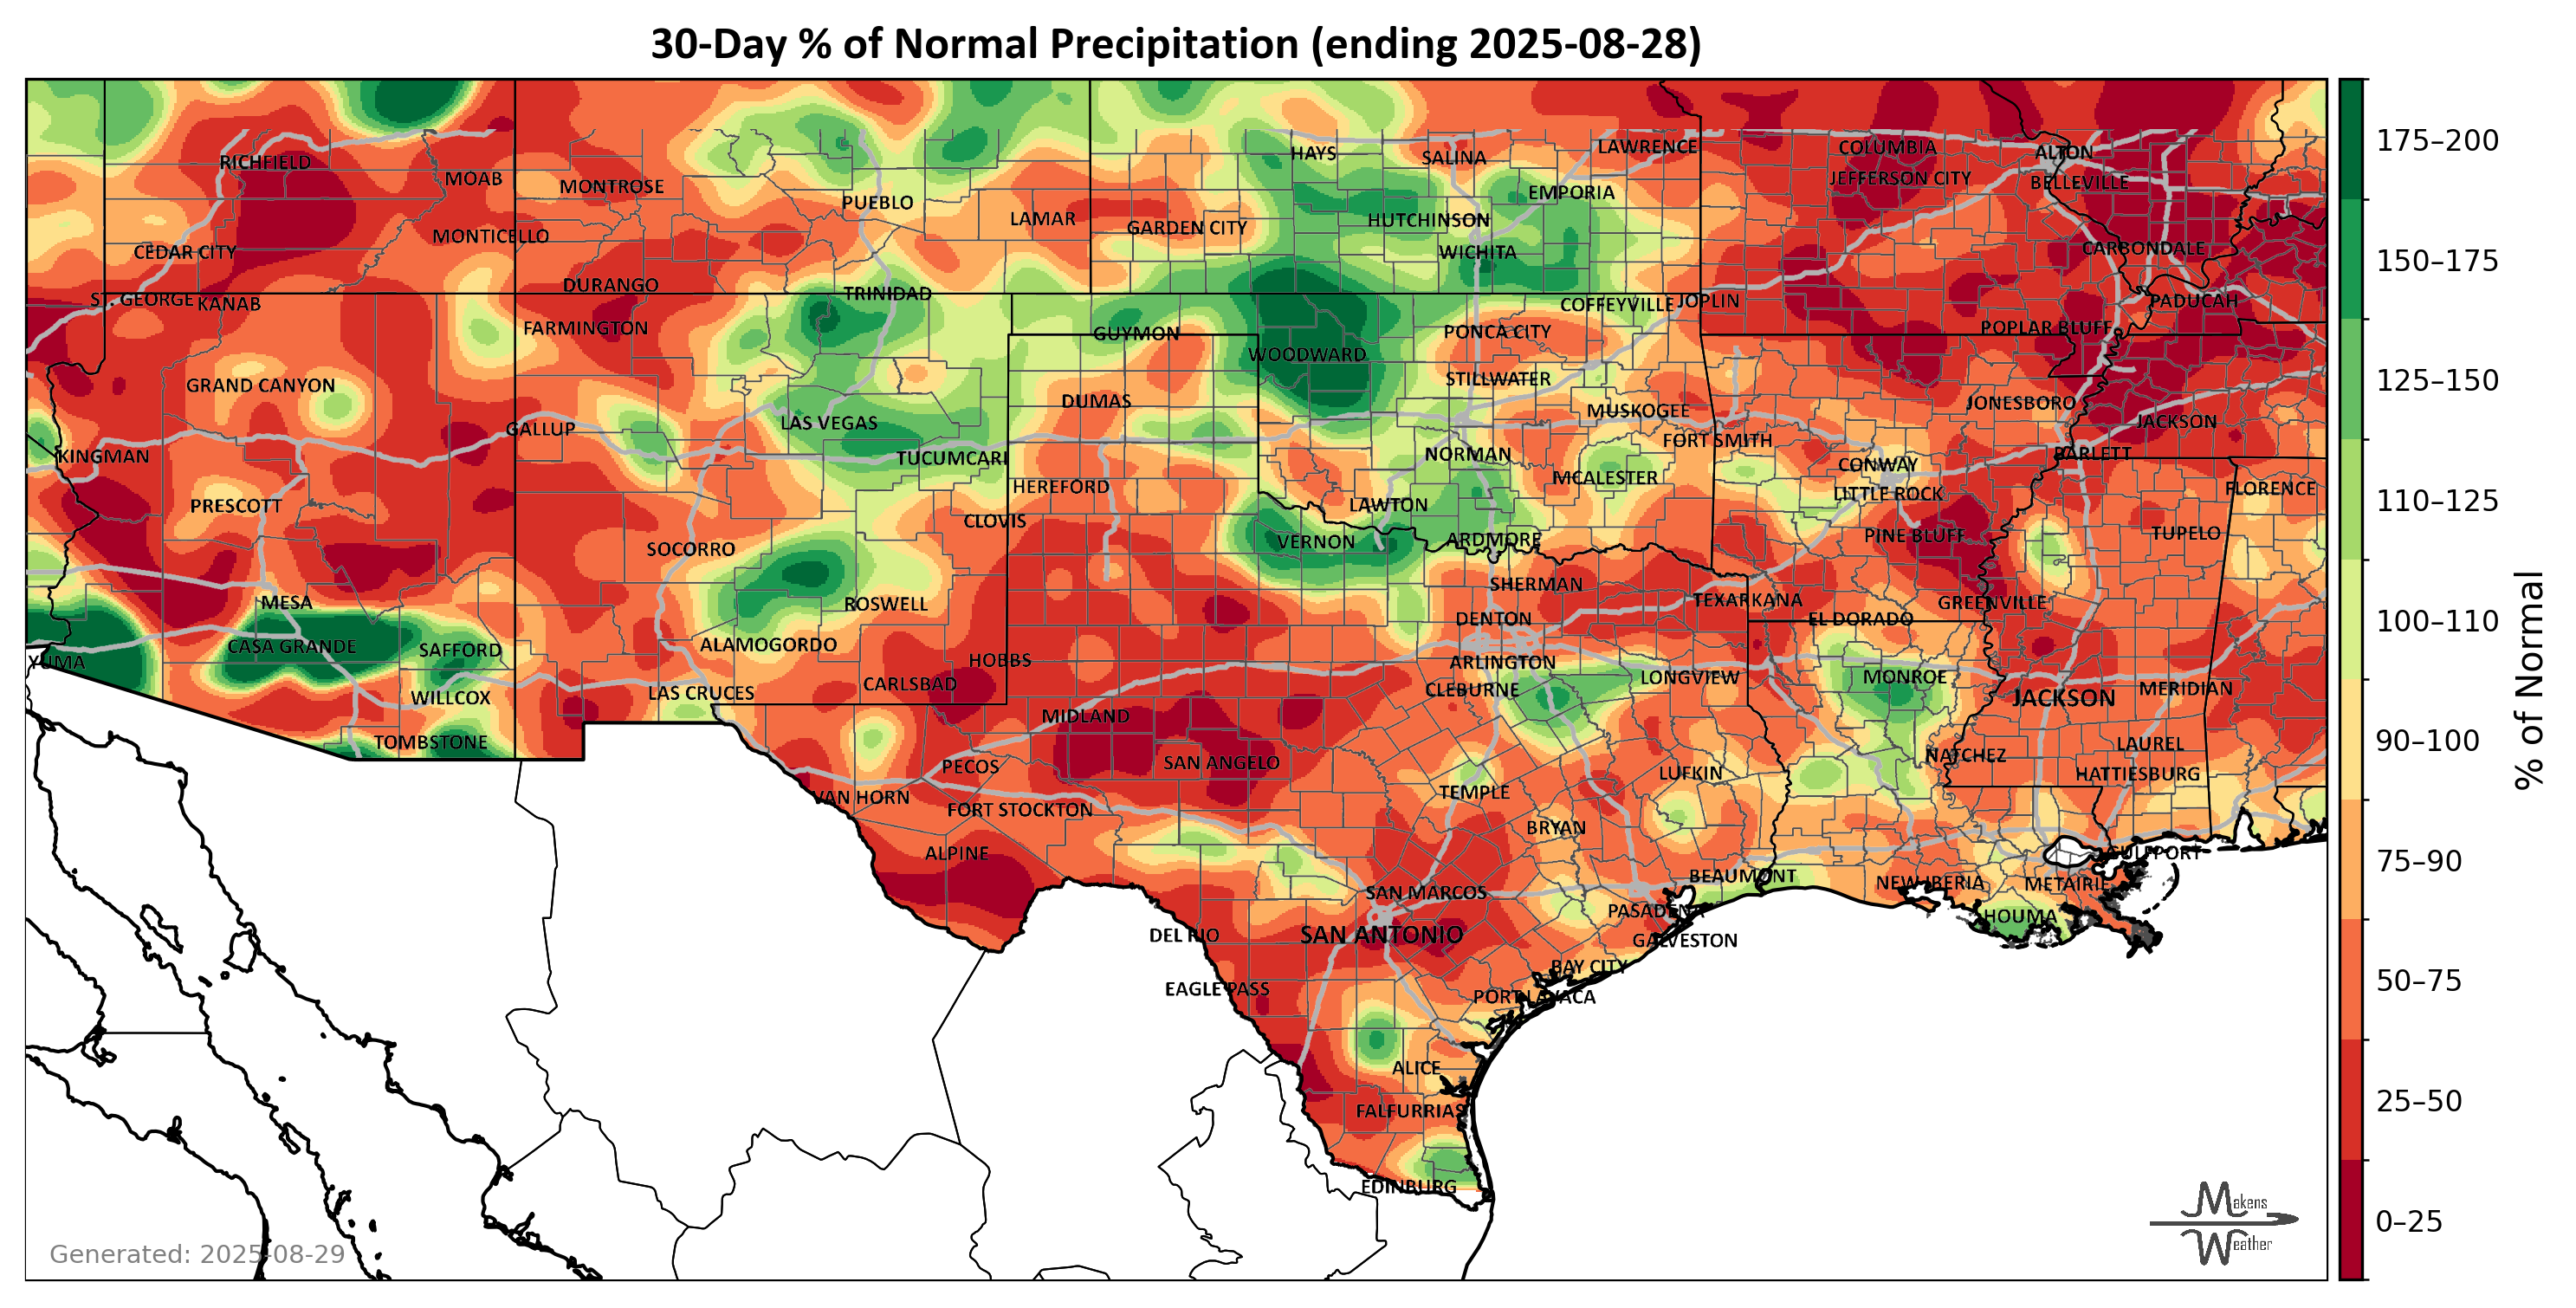 30-Day % of Normal Precipitation (ending 2025-08-28)
HAYS
SALINA
LAWRENCE
COLUMBIA
ALTON
RICHFIELD
MOAB
MONTROSE
JEFFERSON CITY
BELLEVILLE
PUEBLO
EMPORIA
LAMAR
GARDEN CITY
HUTCHINSON
MONTICELLO
CEDAR CITY
WICHITA
CARBONDALE
DURANGO
TRINIDAD
ST. GEORGE
KANAB
COFFEYVILLE
JOPLIN
PADUCAH
FARMINGTON
GUYMON
PONCA CITY
POPLAR BLUFF
WOODWARD
GRAND CANYON
STILLWATER
DUMAS
MUSKOGEE
JONESBORO
LAS VEGAS
JACKSON
GALLUP
FORT SMITH
KINGMAN
TUCUMCARI
NORMAN
BARLETT
CONWAY
MCALESTER
HEREFORD
LITTLE ROCK
FLORENCE
PRESCOTT
LAWTON
CLOVIS
PINE BLUFF
TUPELO
SOCORRO
VERNON
ARDMORE
SHERMAN
MESA
ROSWELL
TEXARKANA
GREENVILLE
DENTON
EL DORADO
CASA GRANDE
SAFFORD
ALAMOGORDO
YUMA
HOBBS
ARLINGTON
LONGVIEW
MONROE
WILLCOX
LAS CRUCES
CARLSBAD
CLEBURNE
JACKSON
MERIDIAN
MIDLAND
TOMBSTONE
NATCHEZ
LAUREL
PECOS
SAN ANGELO
LUFKIN
HATTIESBURG
VAN HORN
FORT STOCKTON
TEMPLE
BRYAN
ALPINE
GULFPORT
BEAUMONT
SAN MARCOS
NEW IBERIA
METAIRIE
PASADENA
HOUMA
DEL RIO
SAN ANTONIO
GALVESTON
BAY CITY
EAGLE PASS
PORT LAVACA
ALICE
FALFURRIAS
EDINBURG
175–200
150–175
125–150
110–125
100–110
90–100
75–90
50–75
25–50
0–25
% of Normal
Generated: 2025-08-29
Makens
Weather